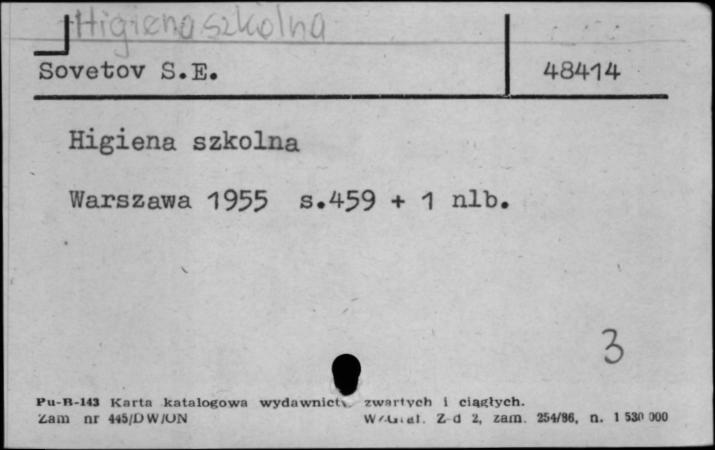 Higiena szkolna
Sovetov S.E. 48414
Higiena szkolna
Warszawa 1955 s.459 + 1 nlb.
3
Pu-B-143 Karta katalogowa wydawnictw zwartych i ciągłych.
Zam nr 445/DW/UN Z-d 2, zam. 254/86, n. 1 530 000